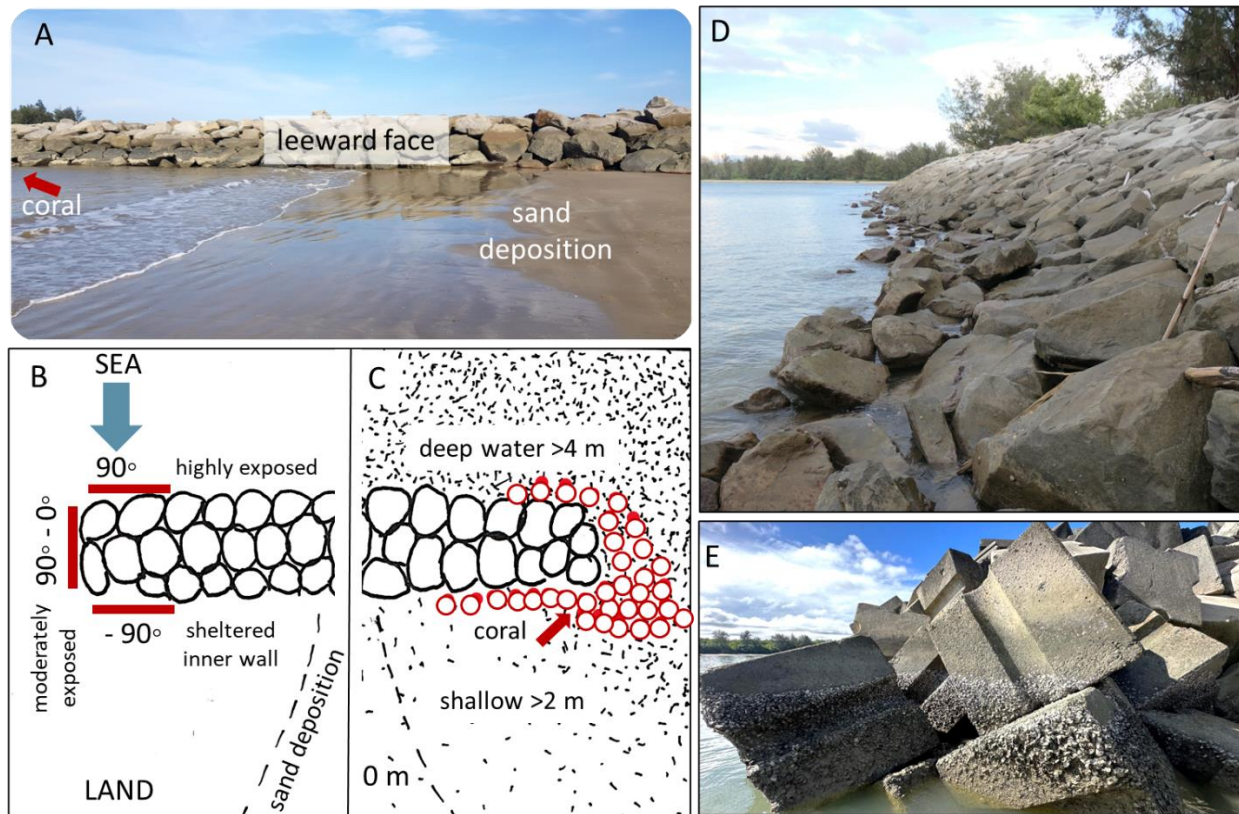 A
leeward face
coral
sand
deposition
B
SEA
90°
highly exposed
90° - 0°
moderately
exposed
- 90°
sheltered
inner wall
sand deposition
LAND
C
deep water >4 m
coral
shallow >2 m
0 m
D
E